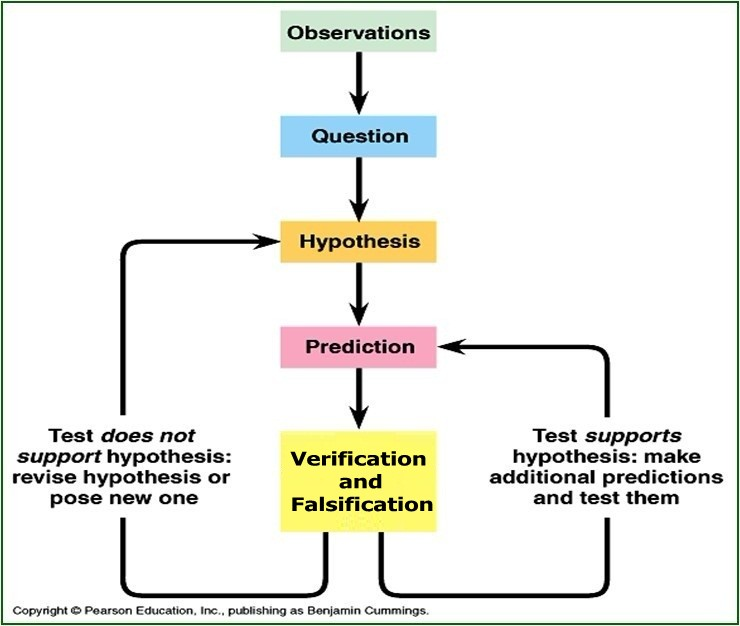 Observations
Question
Hypothesis
Prediction
Verification
and
Falsification
Test does not
support hypothesis:
revise hypothesis or
pose new one
Test supports
hypothesis: make
additional predictions
and test them
Copyright © Pearson Education, Inc., publishing as Benjamin Cummings.